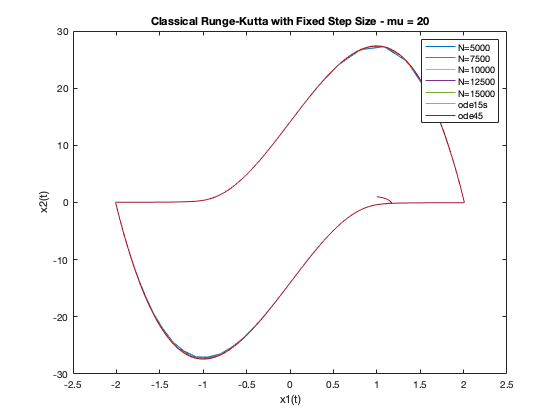 Classical Runge-Kutta with Fixed Step Size - mu = 20
N=5000
N=7500
N=10000
N=12500
N=15000
ode15s
ode45
30
20
10
0
-10
-20
-30
x2(t)
-2.5
-2
-1.5
-1
-0.5
0
0.5
1
1.5
2
2.5
x1(t)